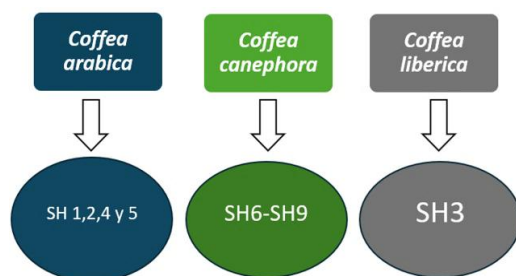 Coffea
arabica
Coffea
canephora
Coffea
liberica
SH 1,2,4 y 5
SH6-SH9
SH3